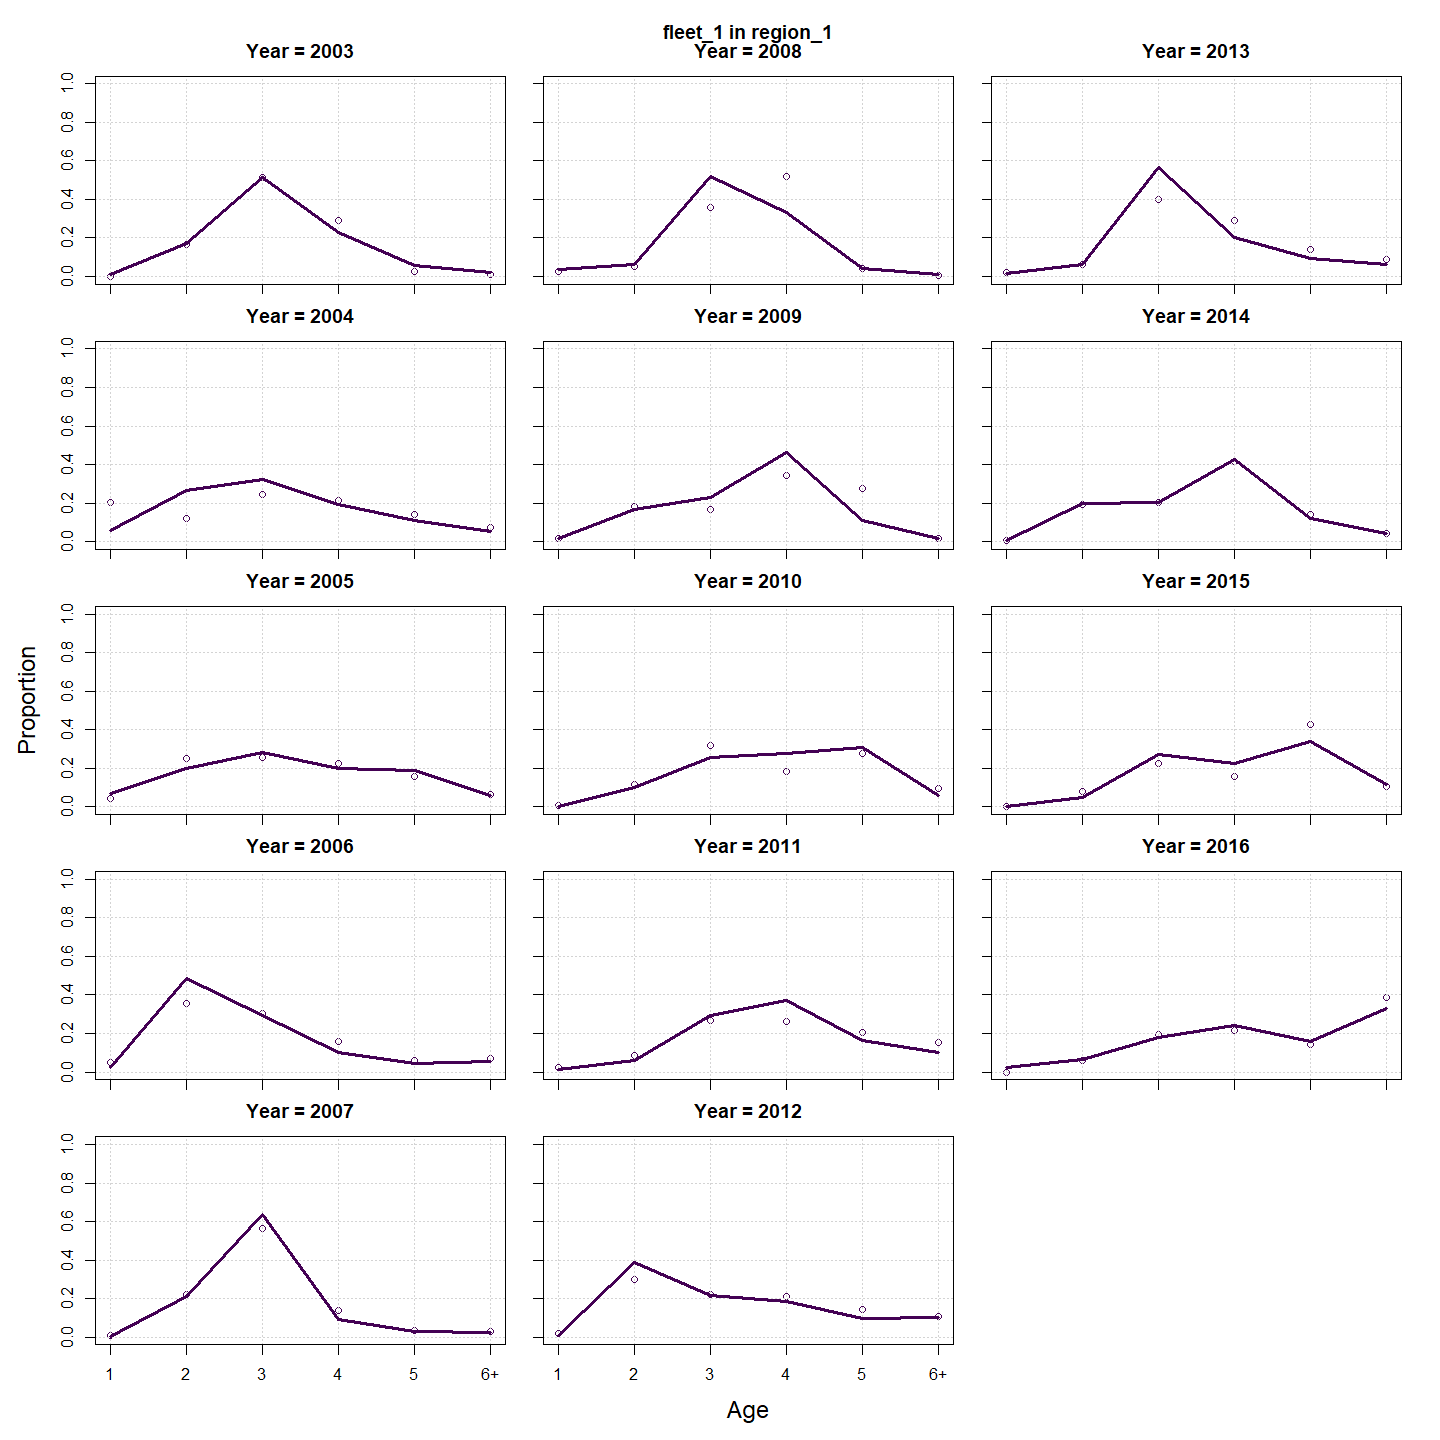 fleet_1 in region_1
Year = 2003
Year = 2008
Year = 2013
0.0 0.2 0.4 0.6 0.8 1.0
Year = 2004
Year = 2009
Year = 2014
0.0 0.2 0.4 0.6 0.8 1.0
Year = 2005
Year = 2010
Year = 2015
0.0 0.2 0.4 0.6 0.8 1.0
Proportion
Year = 2006
Year = 2011
Year = 2016
0.0 0.2 0.4 0.6 0.8 1.0
Year = 2007
Year = 2012
0.0 0.2 0.4 0.6 0.8 1.0
1 2 3 4 5 6+
1 2 3 4 5 6+
Age